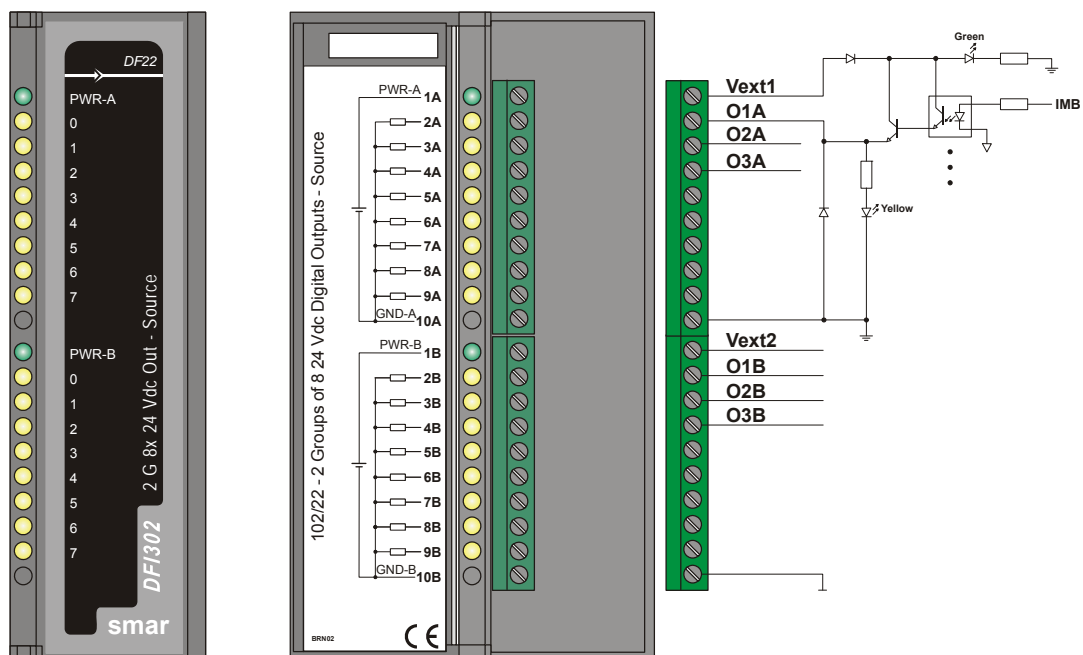 DF22
PWR-A
0
1
2
3
4
5
6
7
PWR-B
0
1
2
3
4
5
6
7
2 G 8x 24 Vdc Out - Source
DFI302
smar
102/22 - 2 Groups of 8 24 Vdc Digital Outputs - Source
PWR-A 1A
2A
3A
4A
5A
6A
7A
8A
9A
GND-A 10A
PWR-B 1B
2B
3B
4B
5B
6B
7B
8B
9B
GND-B 10B
BRN02
CE
Vext1
O1A
O2A
O3A
Vext2
O1B
O2B
O3B
Green
IMB
Yellow